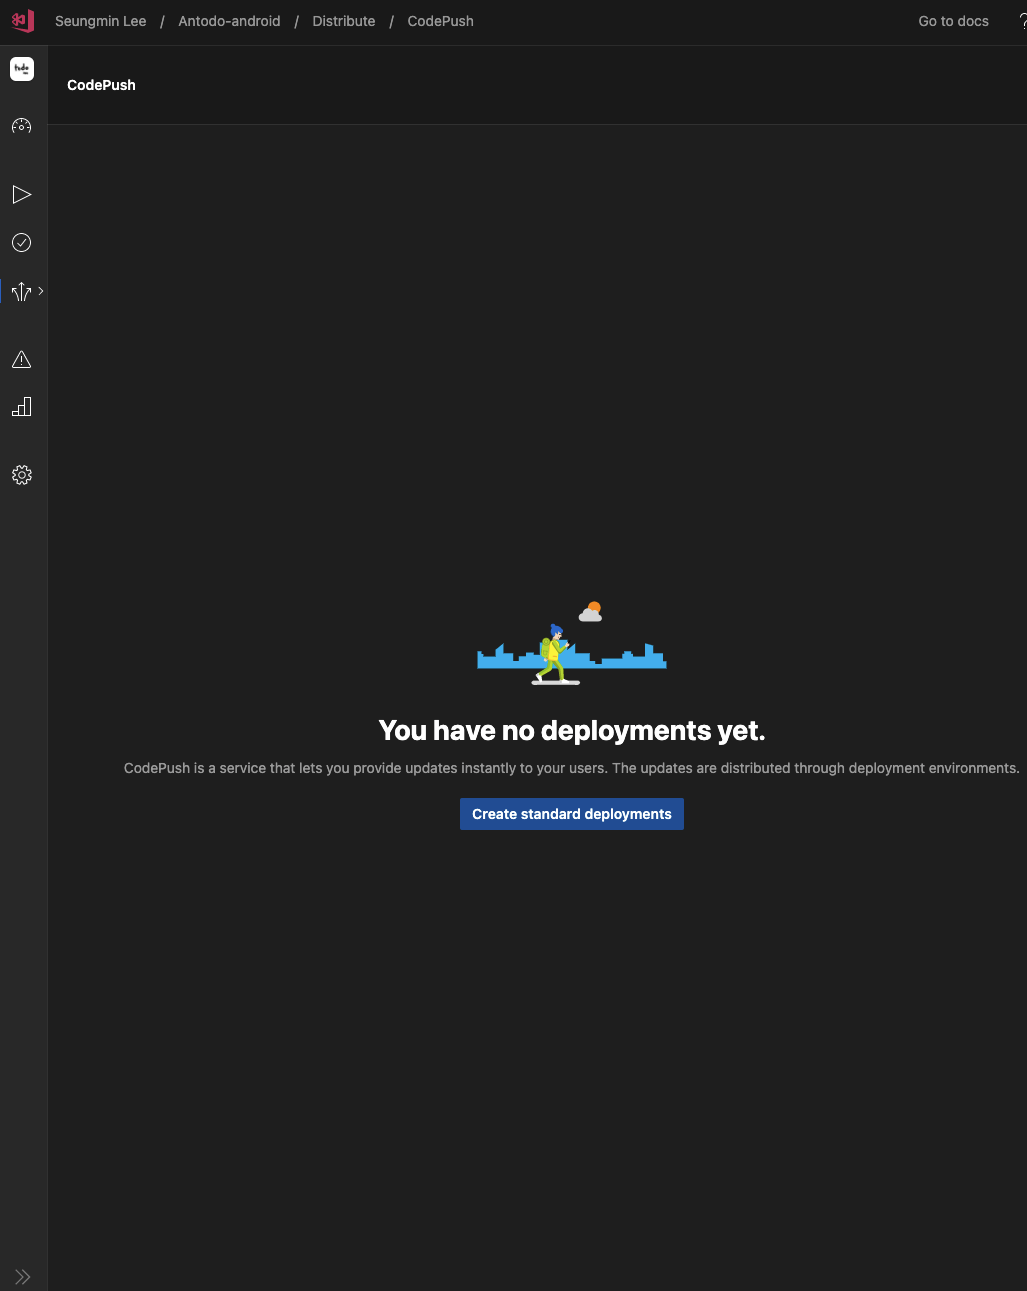 Seungmin Lee / Antodo-android / Distribute / CodePush
Go to docs
?
todo
CodePush
You have no deployments yet.
CodePush is a service that lets you provide updates instantly to your users. The updates are distributed through deployment environments.
Create standard deployments